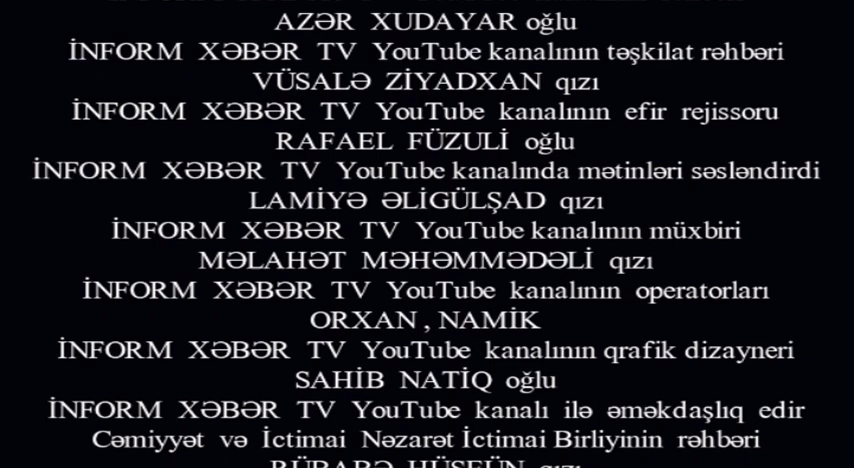 AZƏR XUDAYAR oğlu
İNFORM XƏBƏR TV YouTube kanalının təşkilat rəhbəri
VÜSALƏ ZİYADXAN qızı
İNFORM XƏBƏR TV YouTube kanalının efir rejissoru
RAFAEL FÜZULİ oğlu
İNFORM XƏBƏR TV YouTube kanalında mətinləri səsləndirdi
LAMİYƏ ƏLİGÜLŞAD qızı
İNFORM XƏBƏR TV YouTube kanalının müxbiri
MƏLAHƏT MƏHƏMMƏDƏLİ qızı
İNFORM XƏBƏR TV YouTube kanalının operatorları
ORXAN , NAMİK
İNFORM XƏBƏR TV YouTube kanalının qrafik dizayneri
SAHİB NATİQ oğlu
İNFORM XƏBƏR TV YouTube kanalı ilə əməkdaşlıq edir
Cəmiyyət və İctimai Nəzarət İctimai Birliyinin rəhbəri
qızı